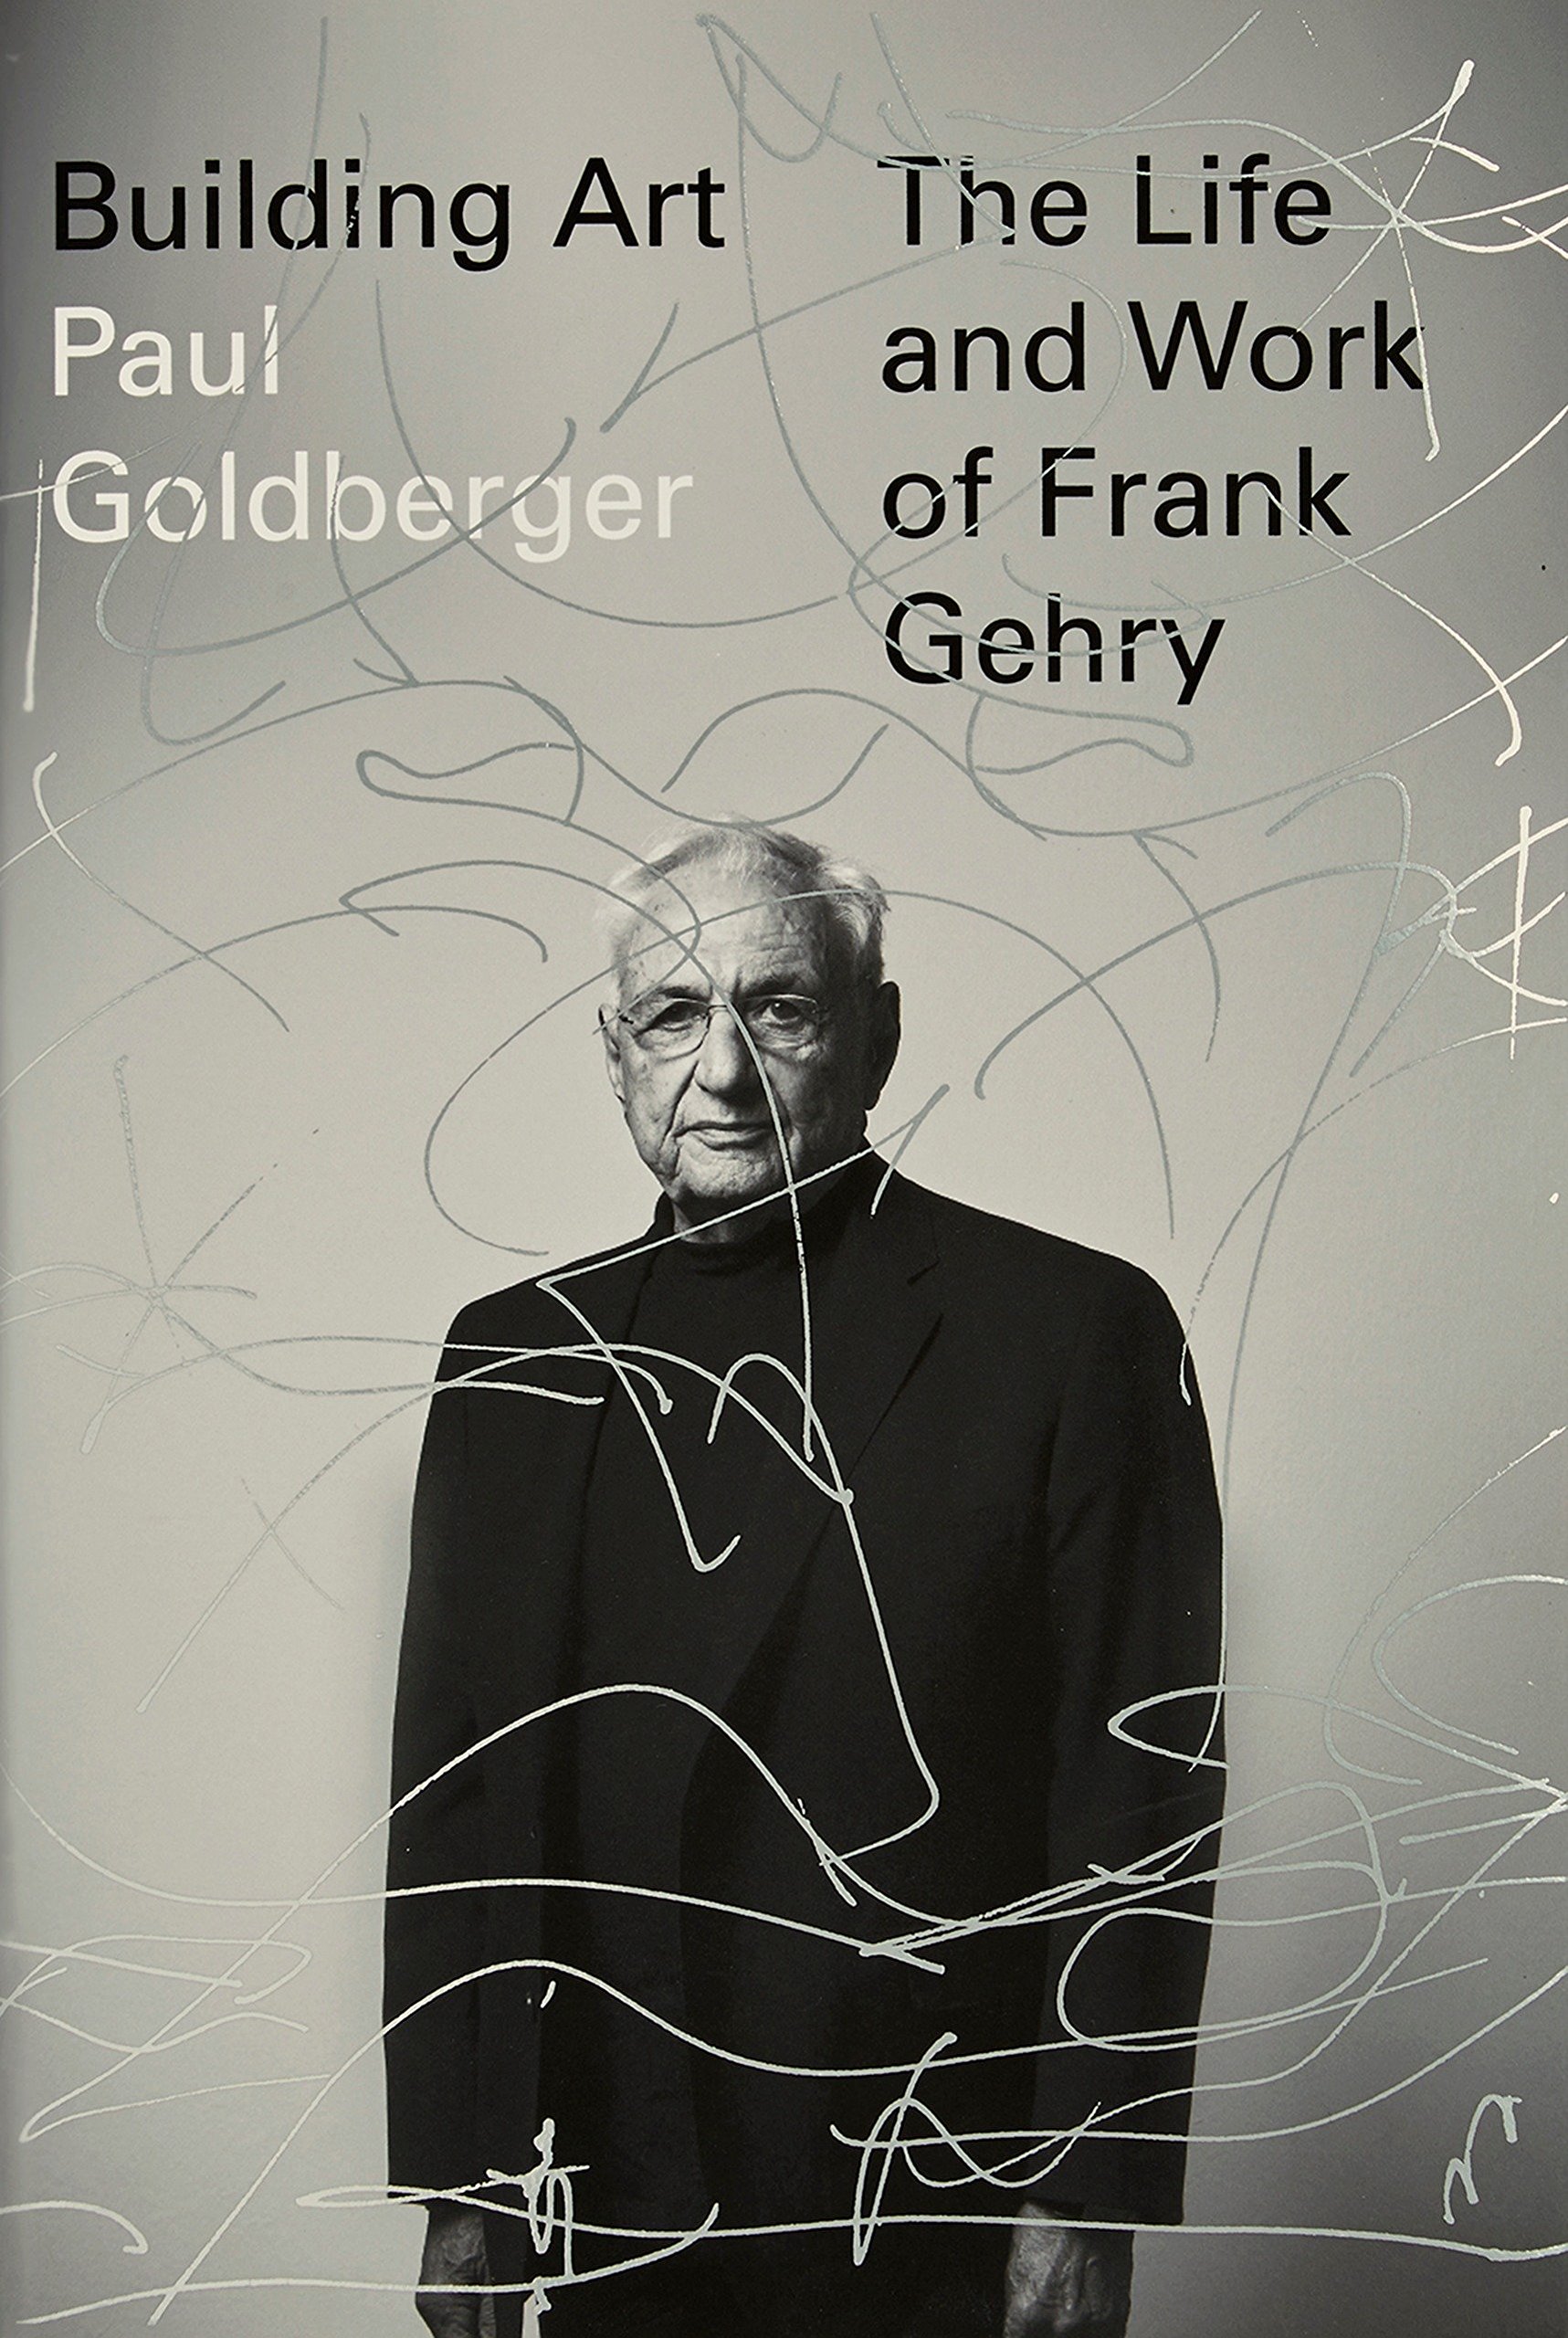 Building Art
Paul
Goldberger
The Life
and Work
of Frank
Gehry